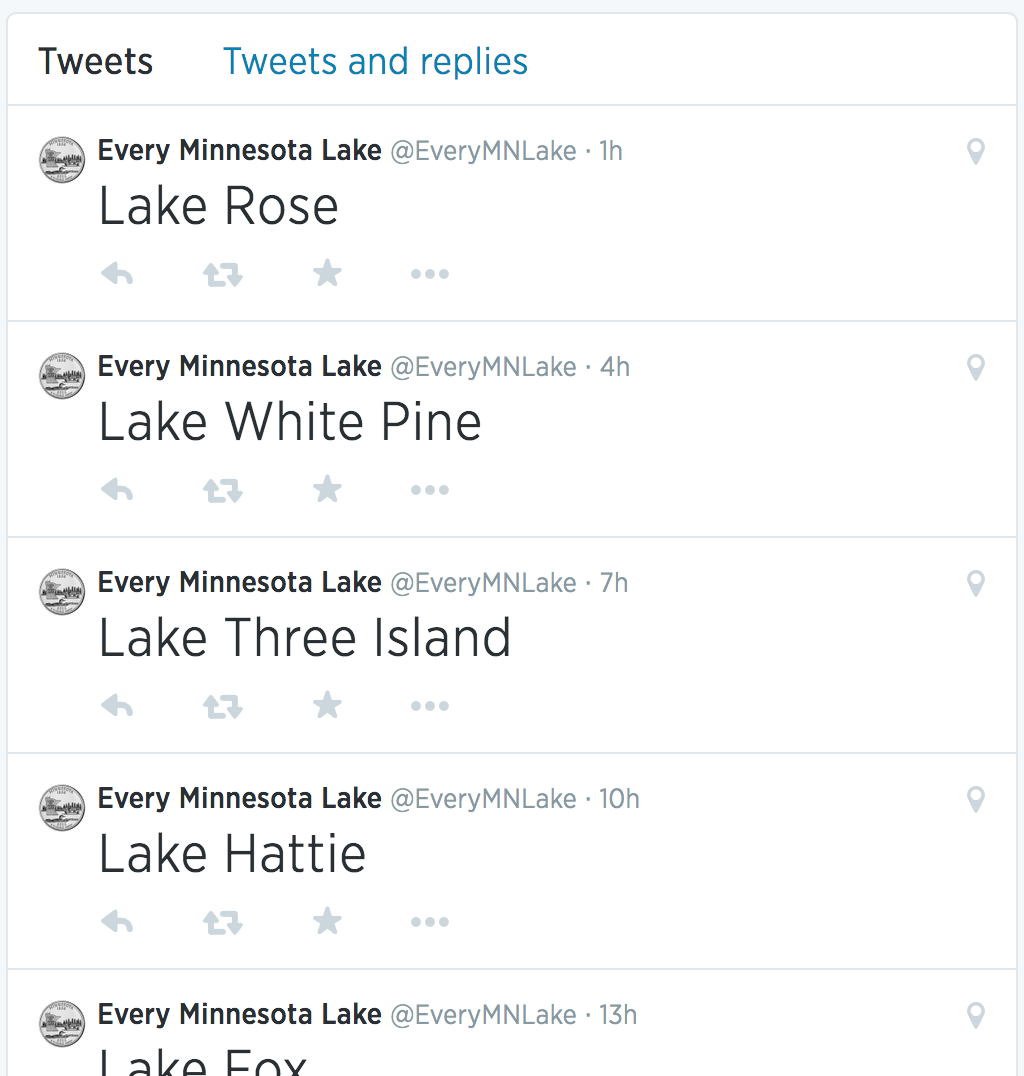 Tweets Tweets and replies
Every Minnesota Lake @EveryMNLake · 1h
Lake Rose
Every Minnesota Lake @EveryMNLake · 4h
Lake White Pine
Every Minnesota Lake @EveryMNLake · 7h
Lake Three Island
Every Minnesota Lake @EveryMNLake · 10h
Lake Hattie
Every Minnesota Lake @EveryMNLake · 13h
Lake Fox